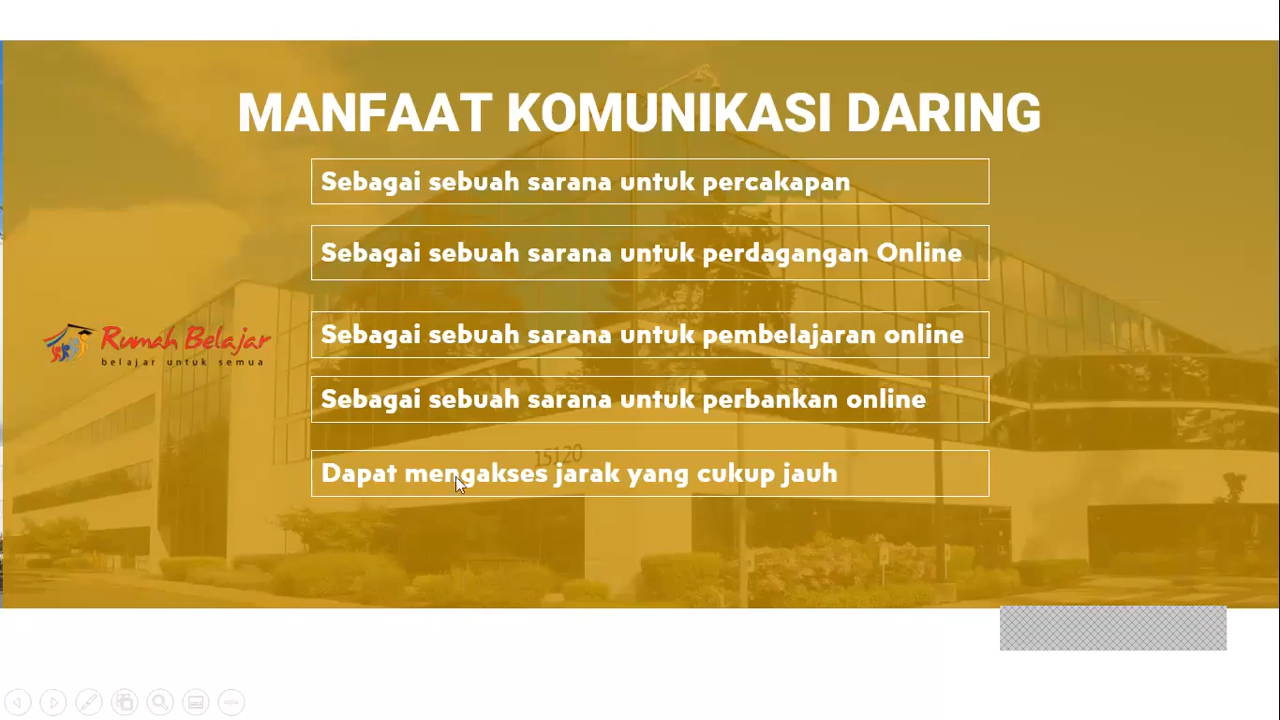 MANFAAT KOMUNIKASI DARING
Sebagai sebuah sarana untuk percakapan
Sebagai sebuah sarana untuk perdagangan Online
Sebagai sebuah sarana untuk pembelajaran online
Rumah Belajar
belajar untuk semua
Sebagai sebuah sarana untuk perbankan online
15120
Dapat mengakses jarak yang cukup jauh